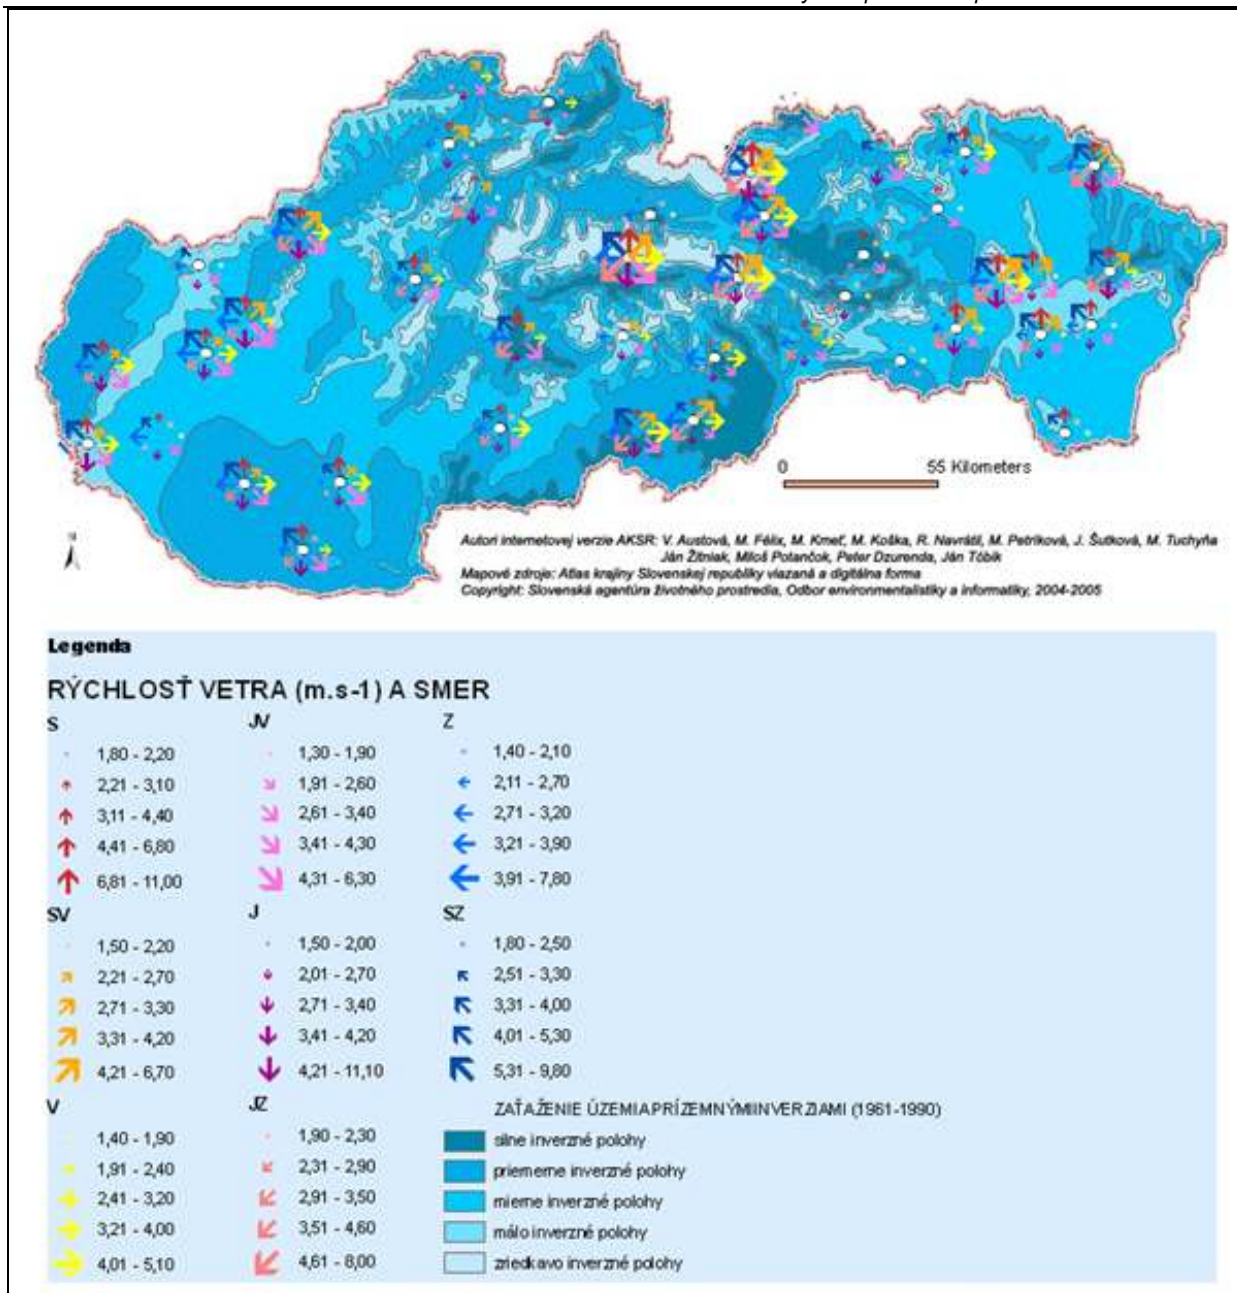 0 55 Kilometers
Autori internetovej verzie AKSR: V. Austová, M. Félix, M. Kmeť, M. Koška, R. Navrátil, M. Petríková, J. Šutková, M. Tuchyňa
Ján Žitniak, Miloš Potančok, Peter Dzurenda, Ján Tóbik
Mapové zdroje: Atlas krajiny Slovenskej republiky viazaná a digitálna forma
Copyright: Slovenská agentúra životného prostredia, Odbor environmentalistiky a informatiky, 2004-2005
Legenda
RÝCHLOSŤ VETRA (m.s-1) A SMER
S
1,80 - 2,20
2,21 - 3,10
3,11 - 4,40
4,41 - 6,80
6,81 - 11,00
SV
1,50 - 2,20
2,21 - 2,70
2,71 - 3,30
3,31 - 4,20
4,21 - 6,70
V
1,40 - 1,90
1,91 - 2,40
2,41 - 3,20
3,21 - 4,00
4,01 - 5,10
JV
1,30 - 1,90
1,91 - 2,60
2,61 - 3,40
3,41 - 4,30
4,31 - 6,30
J
1,50 - 2,00
2,01 - 2,70
2,71 - 3,40
3,41 - 4,20
4,21 - 11,10
JZ
1,90 - 2,30
2,31 - 2,90
2,91 - 3,50
3,51 - 4,60
4,61 - 8,00
Z
1,40 - 2,10
2,11 - 2,70
2,71 - 3,20
3,21 - 3,90
3,91 - 7,80
SZ
1,80 - 2,50
2,51 - 3,30
3,31 - 4,00
4,01 - 5,30
5,31 - 9,80
ZAŤAŽENIE ÚZEMIA PRÍZEMNÝMI INVERZIAMI (1961-1990)
silne inverzné polohy
priemerne inverzné polohy
mierne inverzné polohy
málo inverzné polohy
zriedkavo inverzné polohy